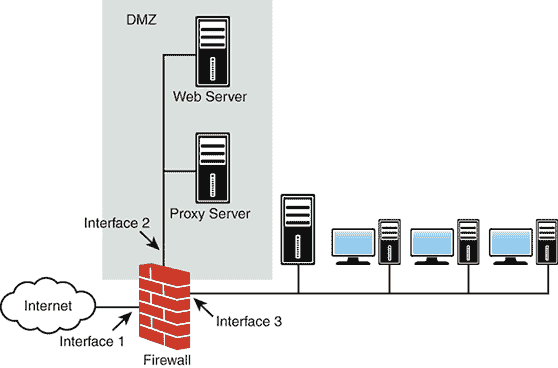 DMZ
Web Server
Proxy Server
Interface 2
Internet
Interface 1
Interface 3
Firewall